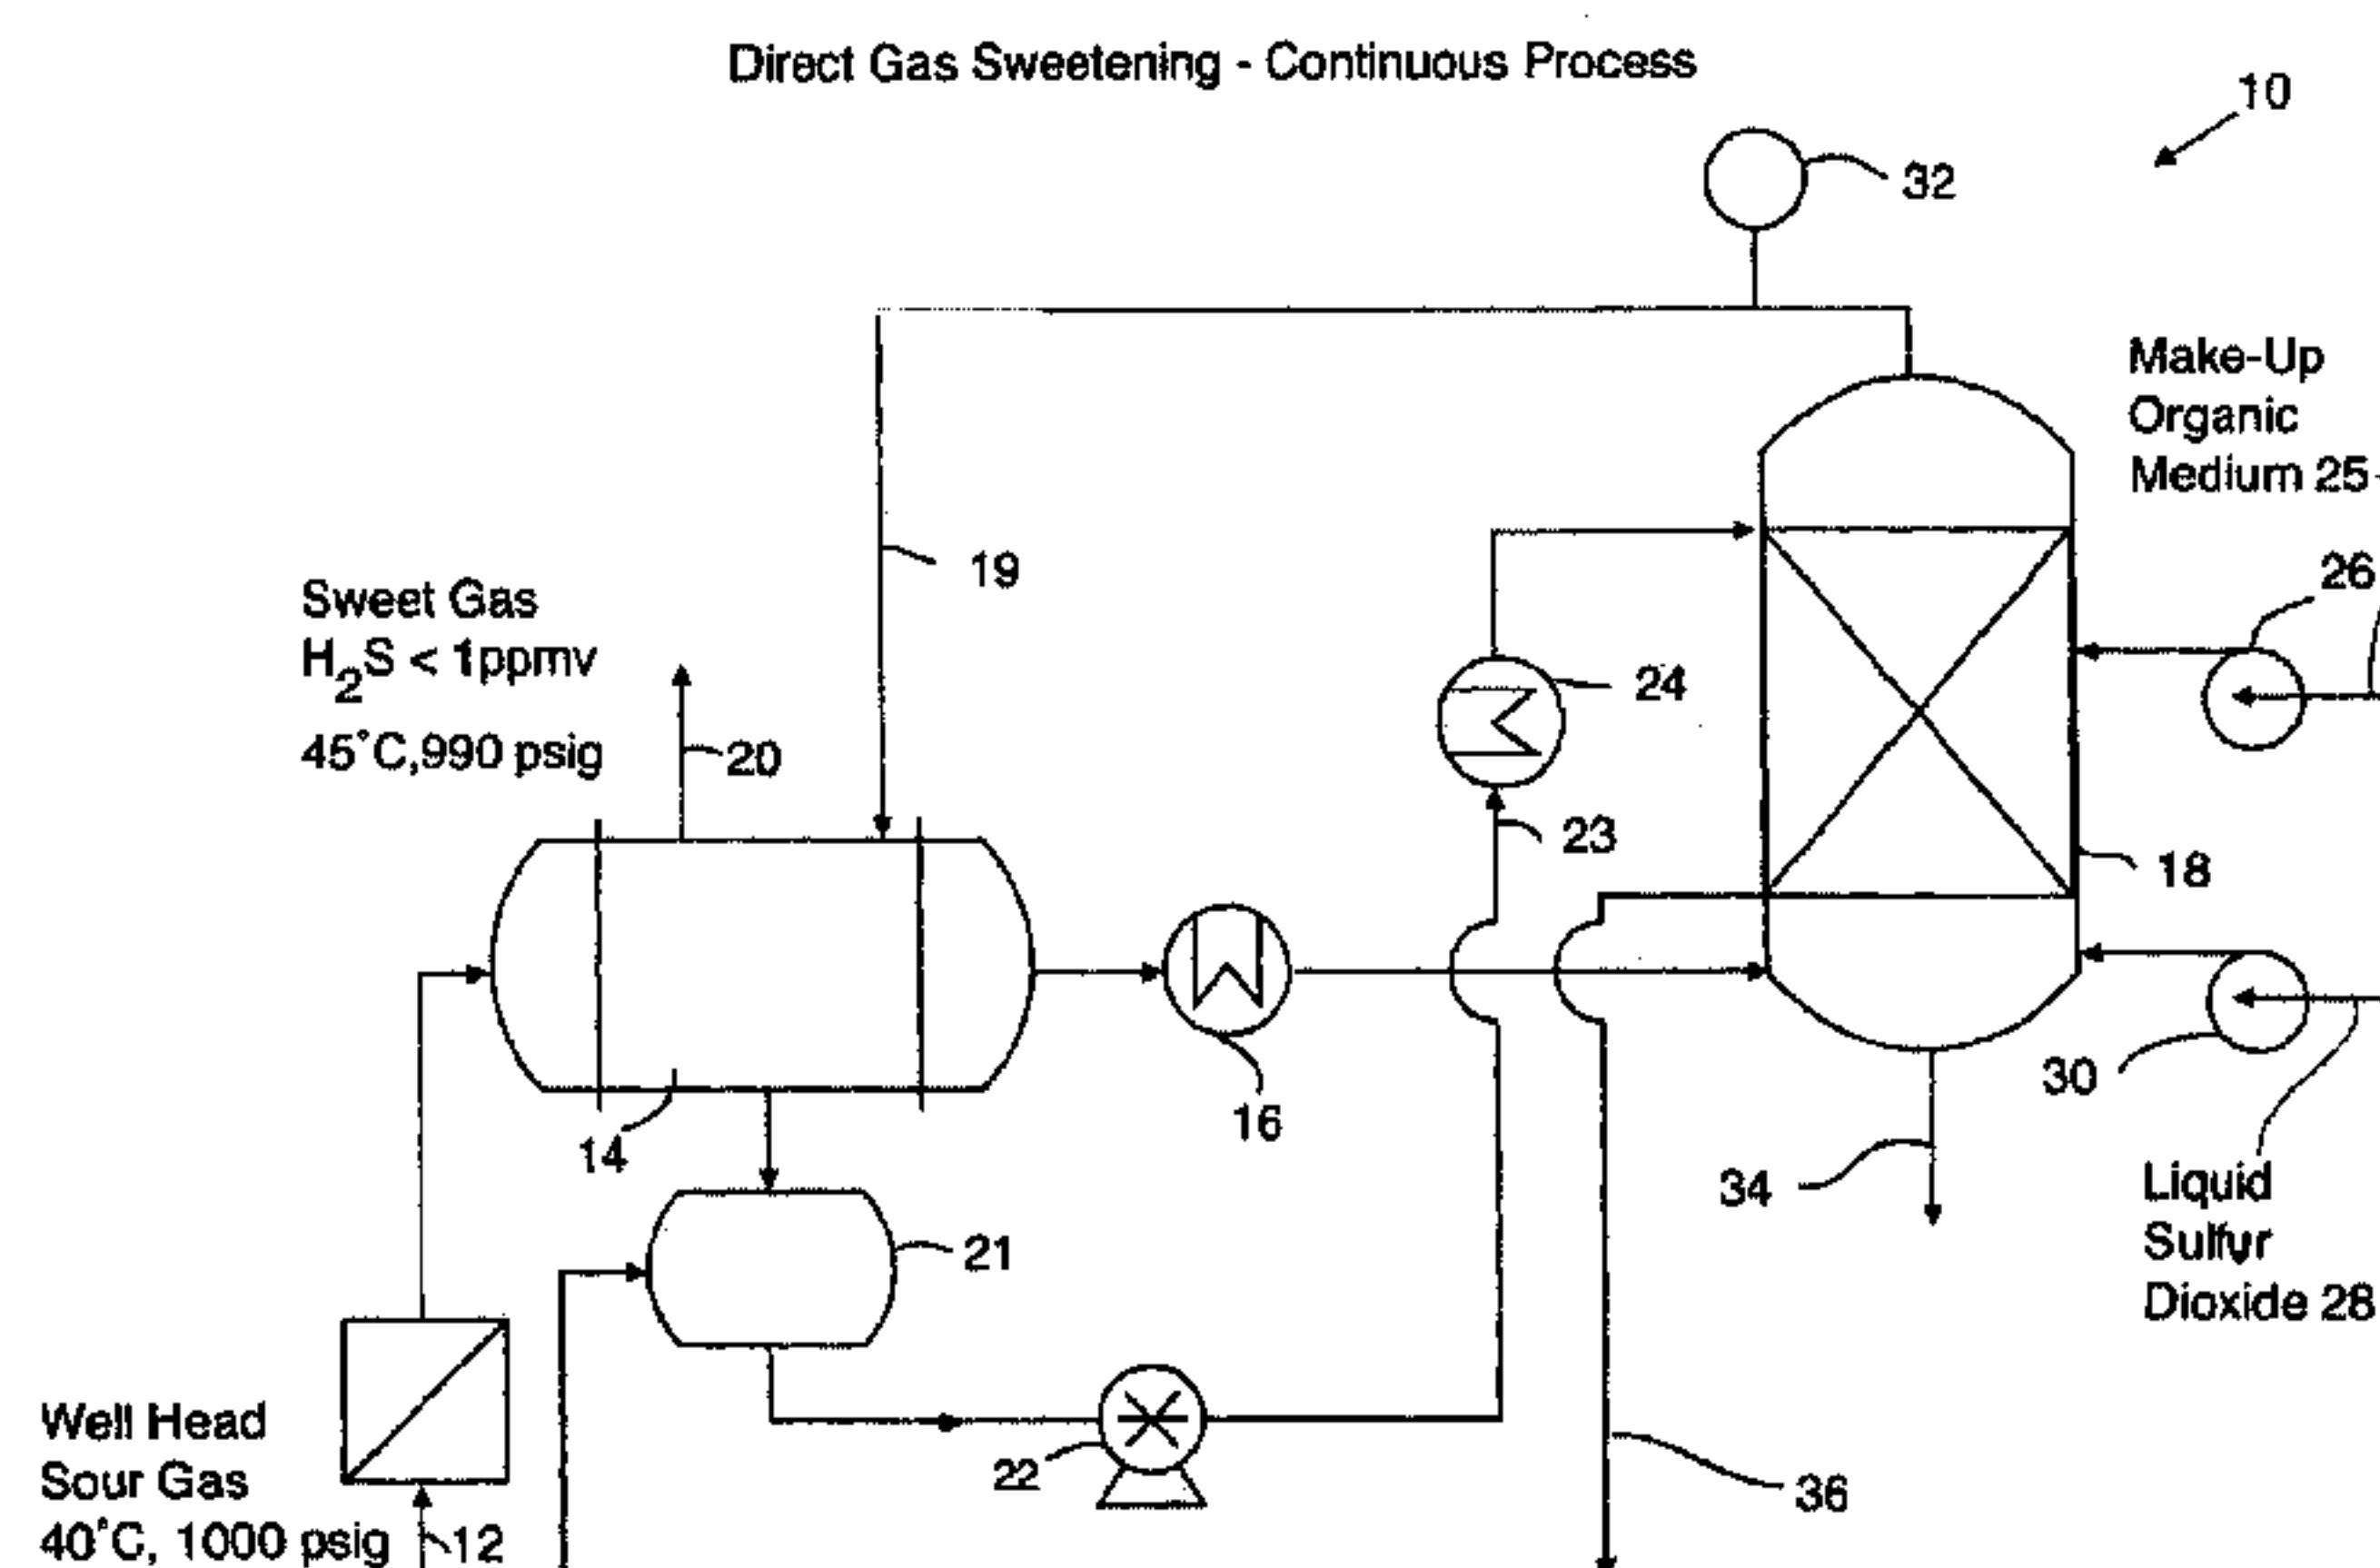 Direct Gas Sweetening - Continuous Process
10
32
Make-Up
Organic
Medium 25
26
19
Sweet Gas
H₂S < 1ppmv
45°C,990 psig
20
24
23
18
14
16
30
34
Liquid
Sulfur
Dioxide 28
21
22
36
Well Head
Sour Gas
40°C, 1000 psig
12